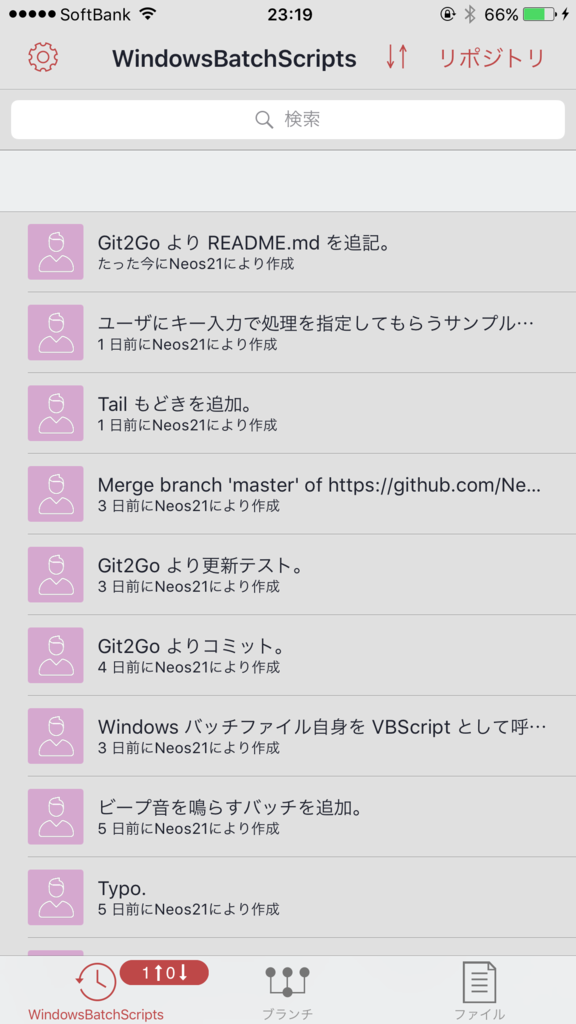 SoftBank 23:19 66%
WindowsBatchScripts リポジトリ
検索
Git2Go より README.md を追記。
たった今にNeos21により作成
ユーザにキー入力で処理を指定してもらうサンプル…
1 日前にNeos21により作成
Tail もどきを追加。
1 日前にNeos21により作成
Merge branch 'master' of https://github.com/Ne...
3 日前にNeos21により作成
Git2Go より更新テスト。
3 日前にNeos21により作成
Git2Go よりコミット。
4 日前にNeos21により作成
Windows バッチファイル自身を VBScript として呼…
3 日前にNeos21により作成
ビープ音を鳴らすバッチを追加。
5 日前にNeos21により作成
Typo.
5 日前にNeos21により作成
1⬆0⬇
WindowsBatchScripts ブランチ ファイル